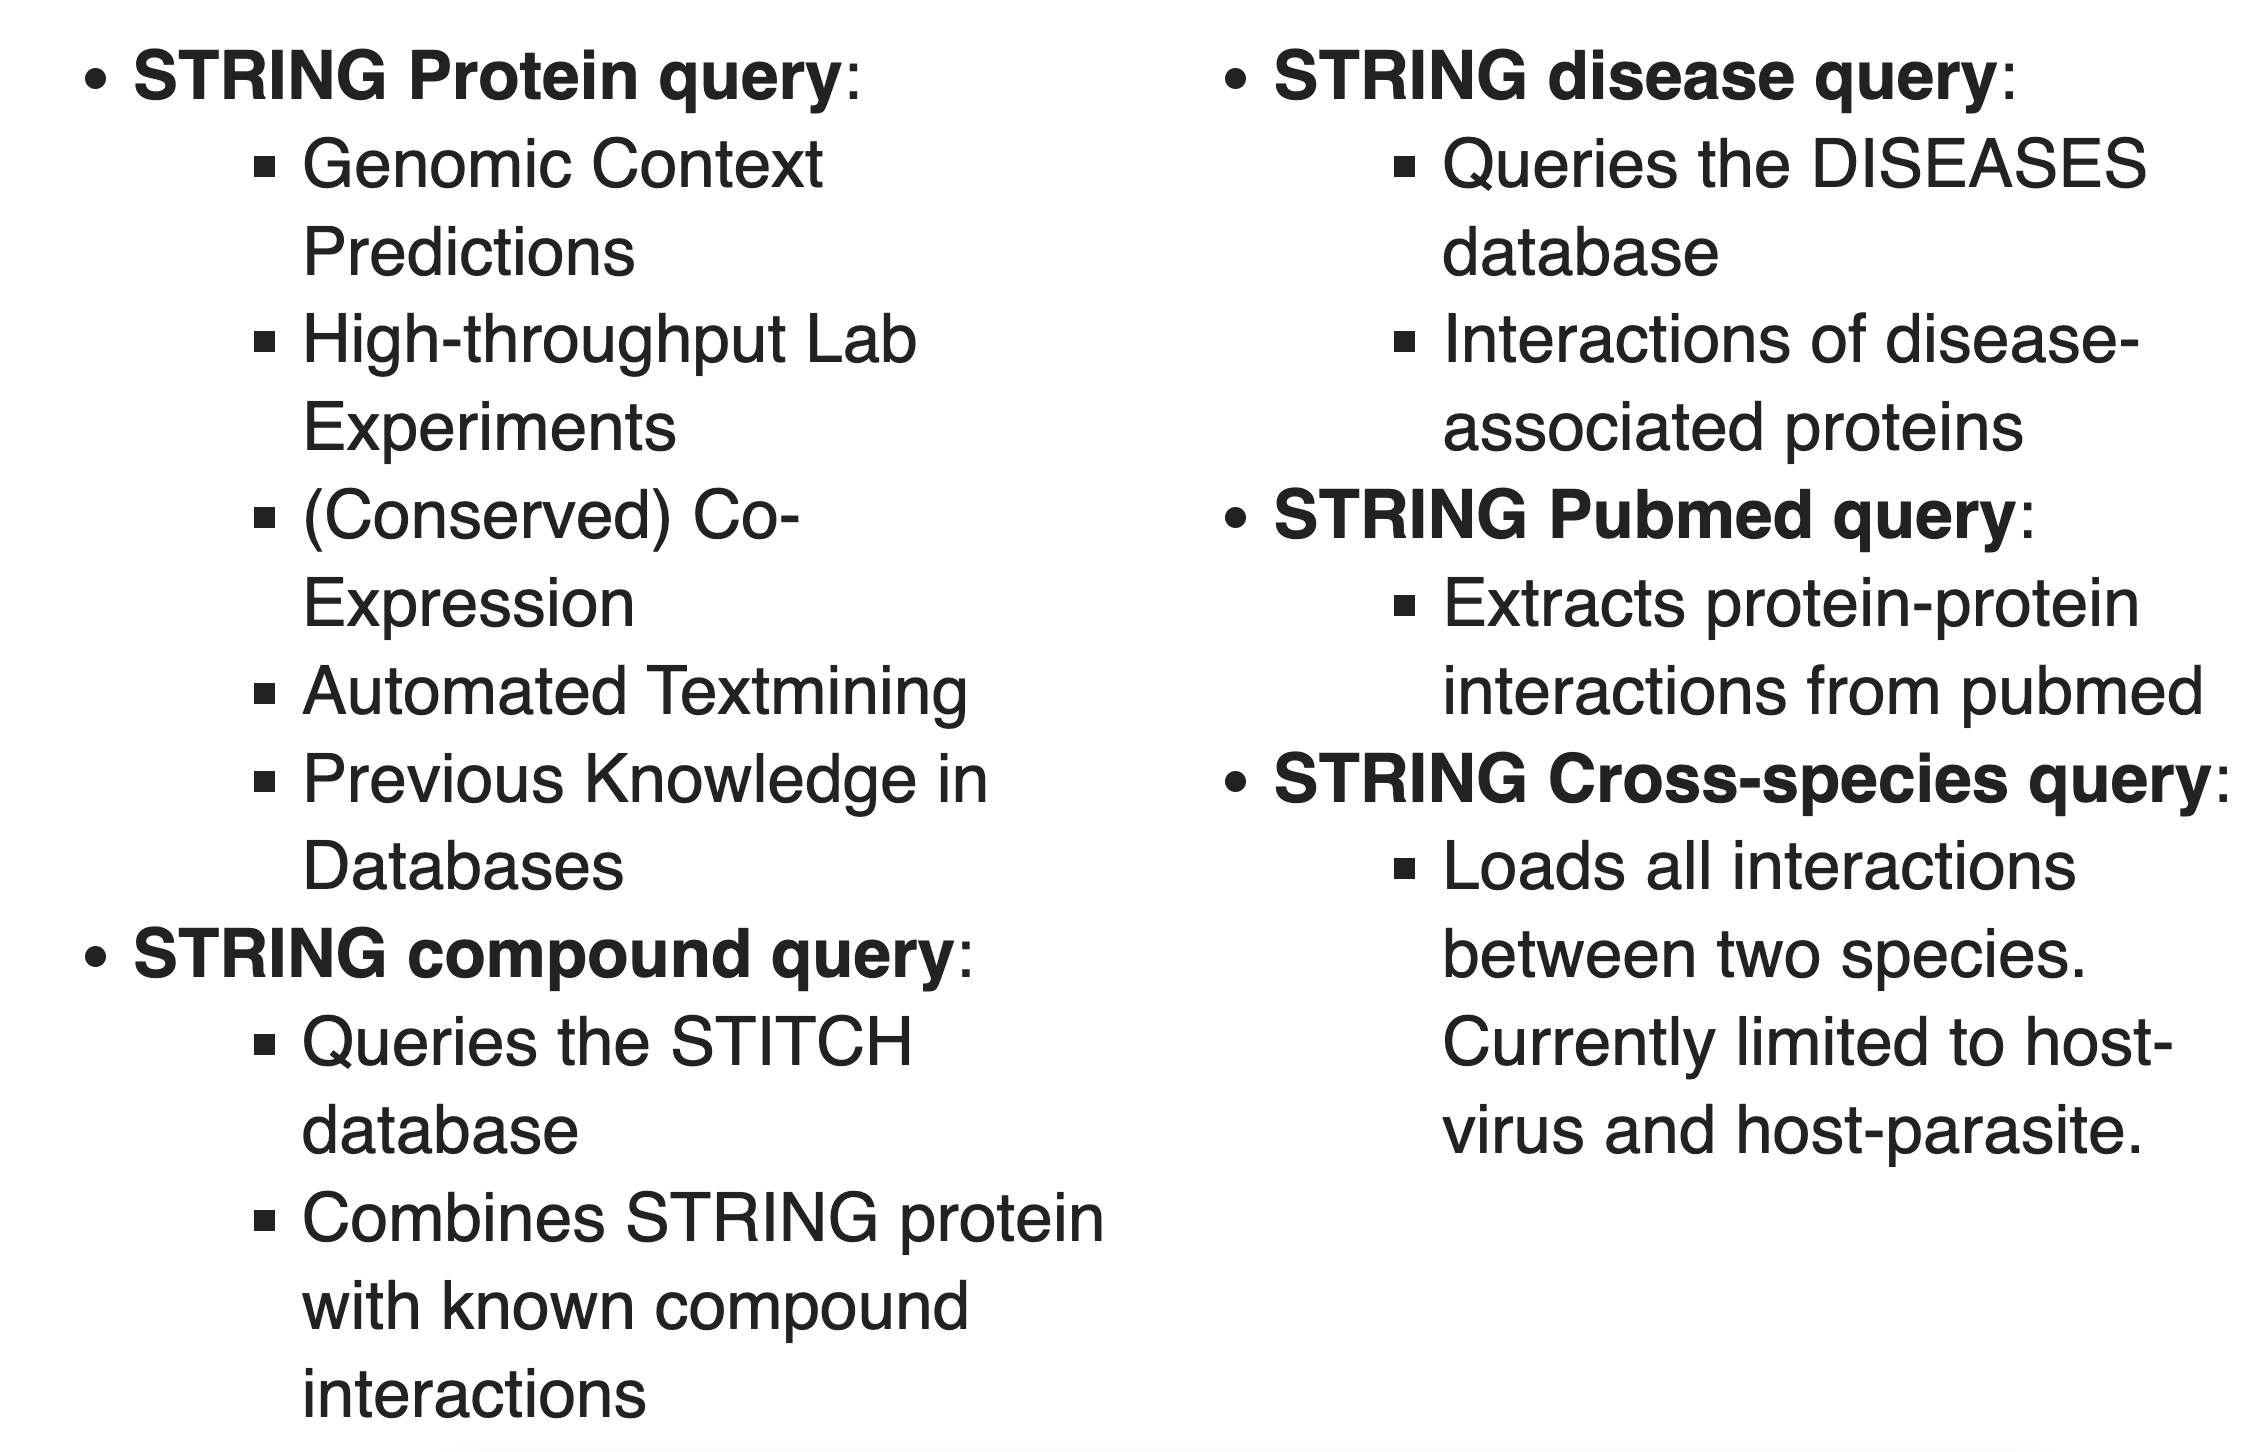 • STRING Protein query:
▪ Genomic Context
Predictions
▪ High-throughput Lab
Experiments
▪ (Conserved) Co-
Expression
▪ Automated Textmining
▪ Previous Knowledge in
Databases
• STRING compound query:
▪ Queries the STITCH
database
▪ Combines STRING protein
with known compound
interactions
• STRING disease query:
▪ Queries the DISEASES
database
▪ Interactions of disease-
associated proteins
• STRING Pubmed query:
▪ Extracts protein-protein
interactions from pubmed
• STRING Cross-species query:
▪ Loads all interactions
between two species.
Currently limited to host-
virus and host-parasite.